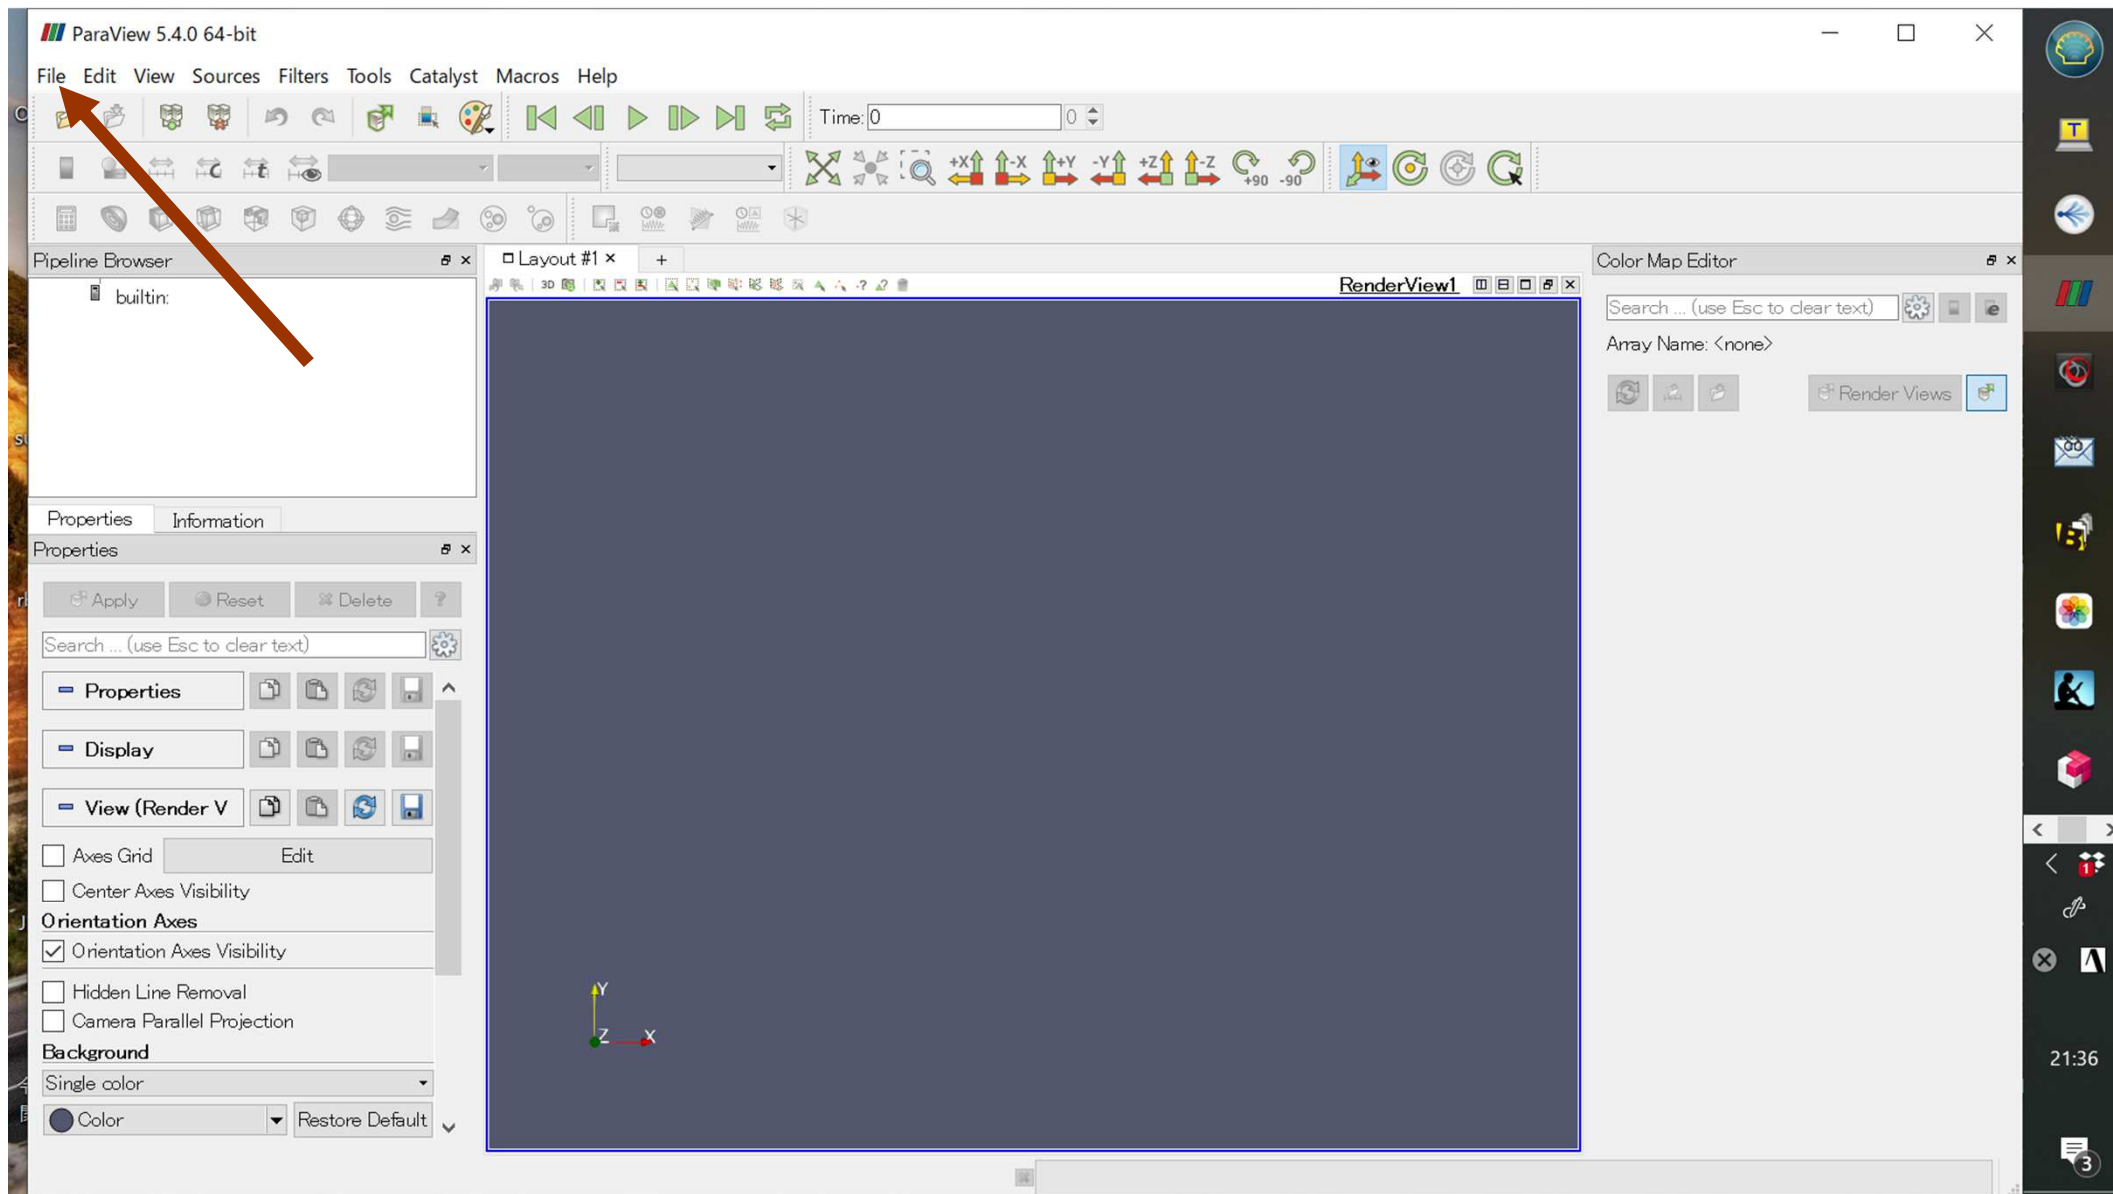 ParaView 5.4.0 64-bit
File Edit View Sources Filters Tools Catalyst Macros Help
Time: 0 0
+X -X +Y -Y +Z -Z +90 -90
Pipeline Browser
Layout #1 × +
Color Map Editor
3D
RenderView1
builtin:
Search ... (use Esc to clear text)
Array Name: <none>
Render Views
Properties Information
Properties
Apply Reset Delete ?
Search ... (use Esc to clear text)
Properties
Display
View (Render V
Axes Grid Edit
Center Axes Visibility
Orientation Axes
Orientation Axes Visibility
Hidden Line Removal
Camera Parallel Projection
Background
Single color
Color Restore Default
Y
Z X
T
B
1
21:36
3